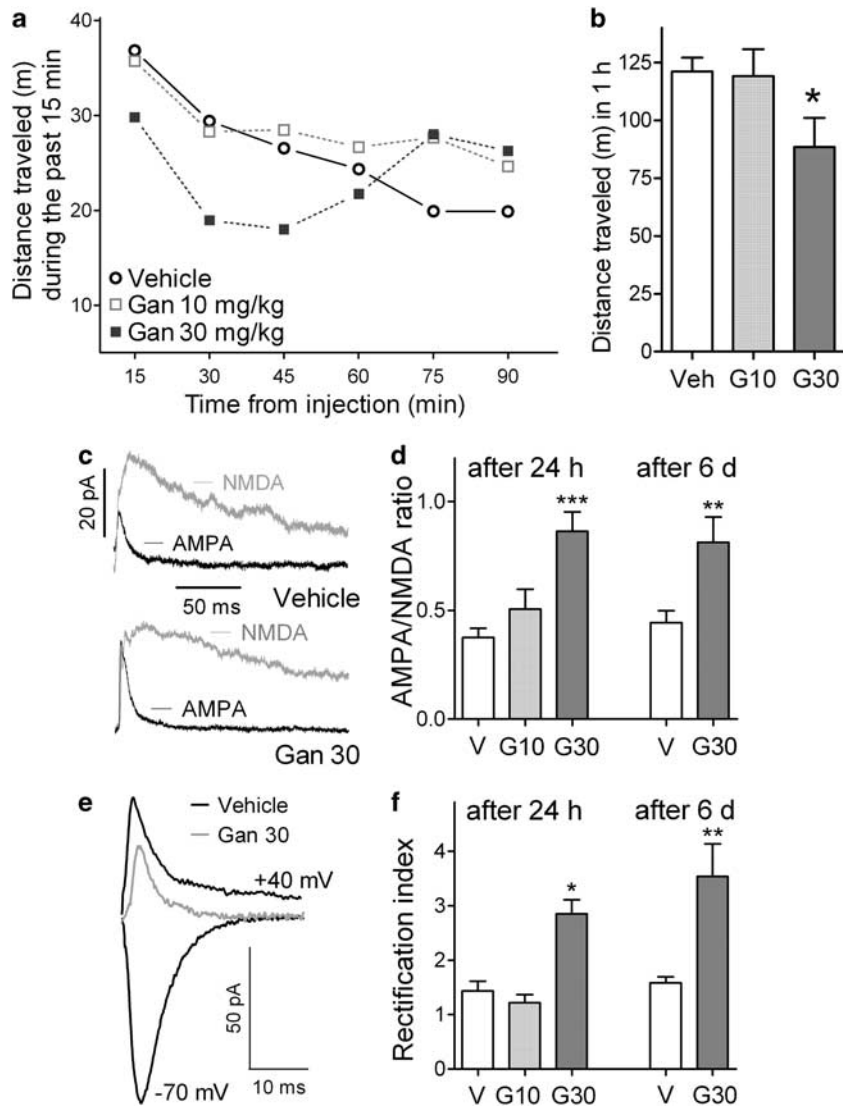 a
Distance traveled (m)
during the past 15 min
40
30
20
10
Vehicle
Gan 10 mg/kg
Gan 30 mg/kg
15 30 45 60 75 90
Time from injection (min)
b
Distance traveled (m) in 1 h
125
100
75
50
25
0
*
Veh G10 G30
c
20 pA
NMDA
AMPA
50 ms
Vehicle
NMDA
AMPA
Gan 30
d
after 24 h after 6 d
AMPA/NMDA ratio
1.0
0.5
0.0
*** **
V G10 G30 V G30
e
Vehicle
Gan 30
+40 mV
50 pA
10 ms
-70 mV
f
after 24 h after 6 d
Rectification index
4
3
2
1
0
* **
V G10 G30 V G30